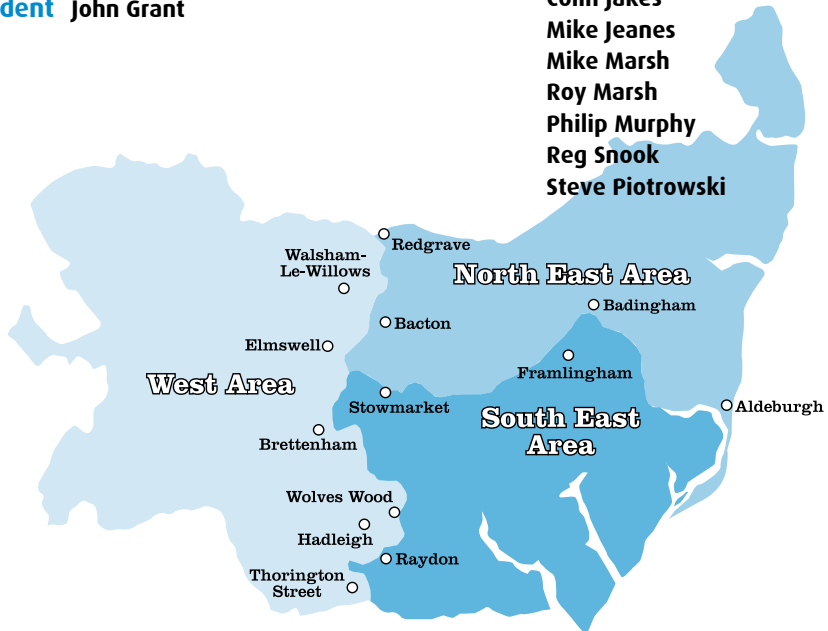 John Grant
Mike Jeanes
Mike Marsh
Roy Marsh
Philip Murphy
Reg Snook
Steve Piotrowski
Redgrave
Walsham-
Le-Willows
North East Area
Badingham
Bacton
Elmswell
Framlingham
West Area
Stowmarket
Aldeburgh
South East
Area
Brettenham
Wolves Wood
Hadleigh
Raydon
Thorington
Street